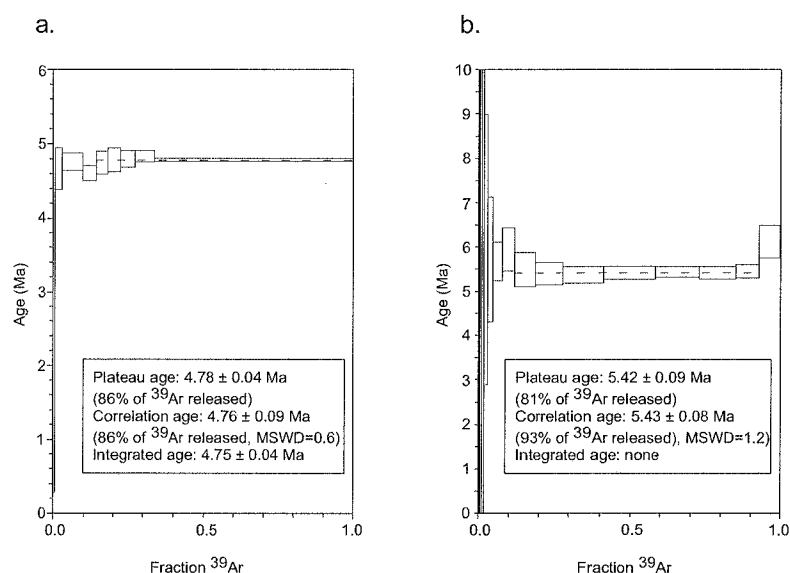 a.
6
5
4
3
2
1
0
Age (Ma)
Plateau age: 4.78 ± 0.04 Ma
(86% of ³⁹Ar released)
Correlation age: 4.76 ± 0.09 Ma
(86% of ³⁹Ar released, MSWD=0.6)
Integrated age: 4.75 ± 0.04 Ma
0.0 0.5 1.0
Fraction ³⁹Ar
b.
10
9
8
7
6
5
4
3
2
1
0
Age (Ma)
Plateau age: 5.42 ± 0.09 Ma
(81% of ³⁹Ar released)
Correlation age: 5.43 ± 0.08 Ma
(93% of ³⁹Ar released), MSWD=1.2)
Integrated age: none
0.0 0.5 1.0
Fraction ³⁹Ar